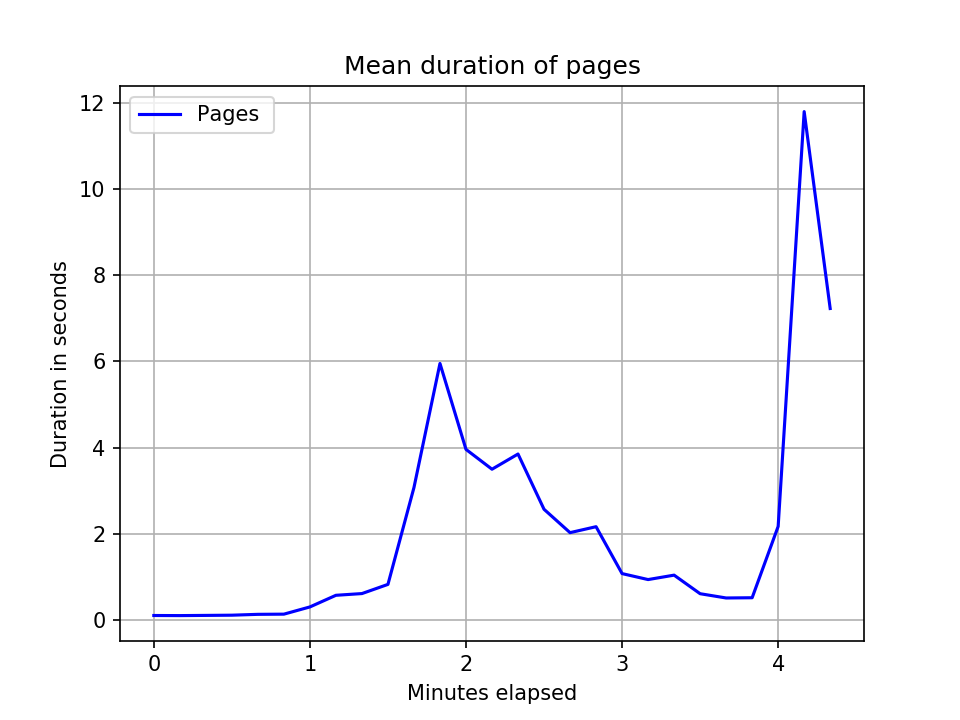 Mean duration of pages
Pages
12
10
8
6
4
2
0
Duration in seconds
0 1 2 3 4
Minutes elapsed